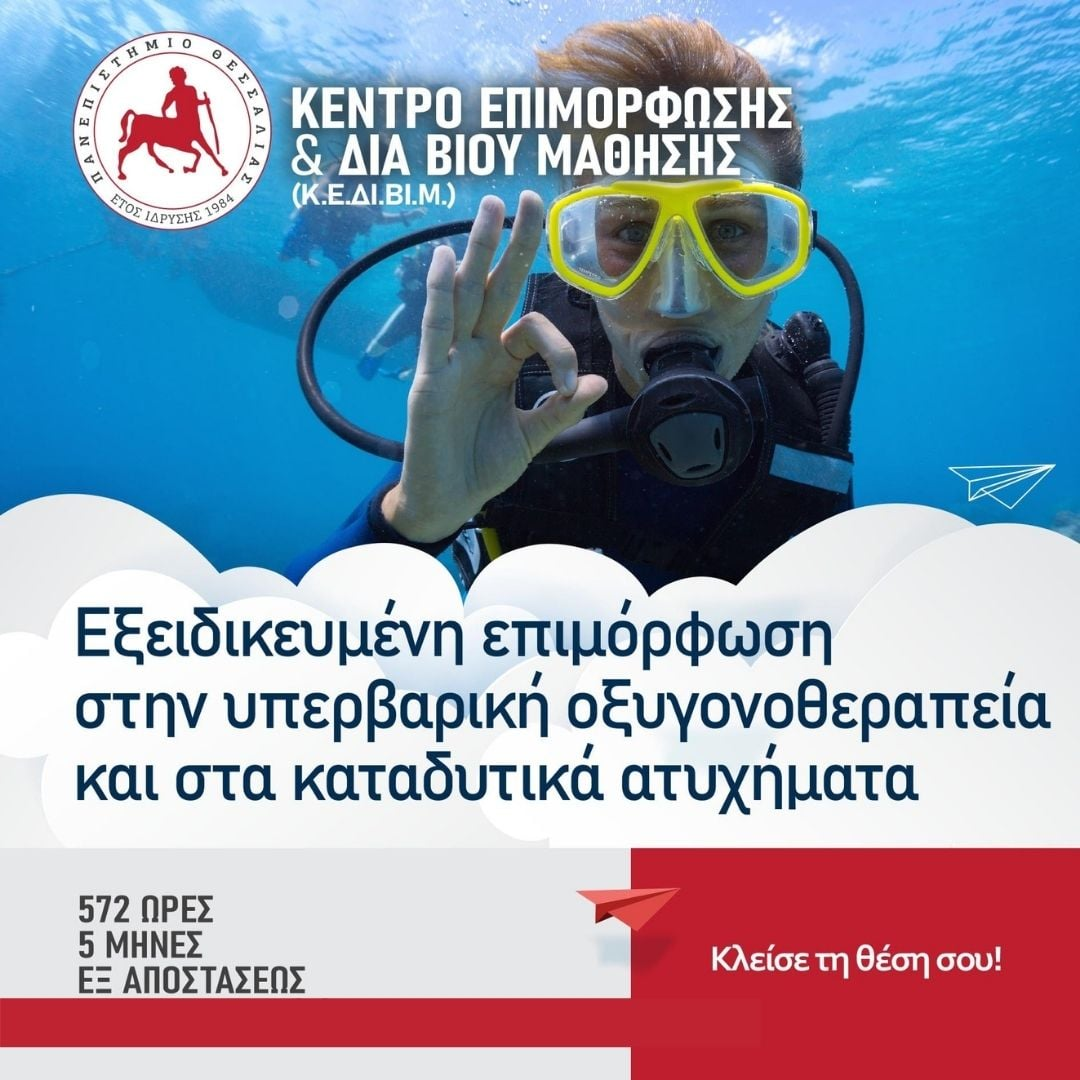 ΠΑΝΕΠΙΣΤΗΜΙΟ ΘΕΣΣΑΛΙΑΣ
ΕΤΟΣ ΙΔΡΥΣΗΣ 1984
ΚΕΝΤΡΟ ΕΠΙΜΟΡΦΩΣΗΣ
& ΔΙΑ ΒΙΟΥ ΜΑΘΗΣΗΣ
(Κ.Ε.ΔΙ.ΒΙ.Μ.)
Εξειδικευμένη επιμόρφωση
στην υπερβαρική οξυγονοθεραπεία
και στα καταδυτικά ατυχήματα
572 ΩΡΕΣ
5 ΜΗΝΕΣ
ΕΞ ΑΠΟΣΤΑΣΕΩΣ
Κλείσε τη θέση σου!